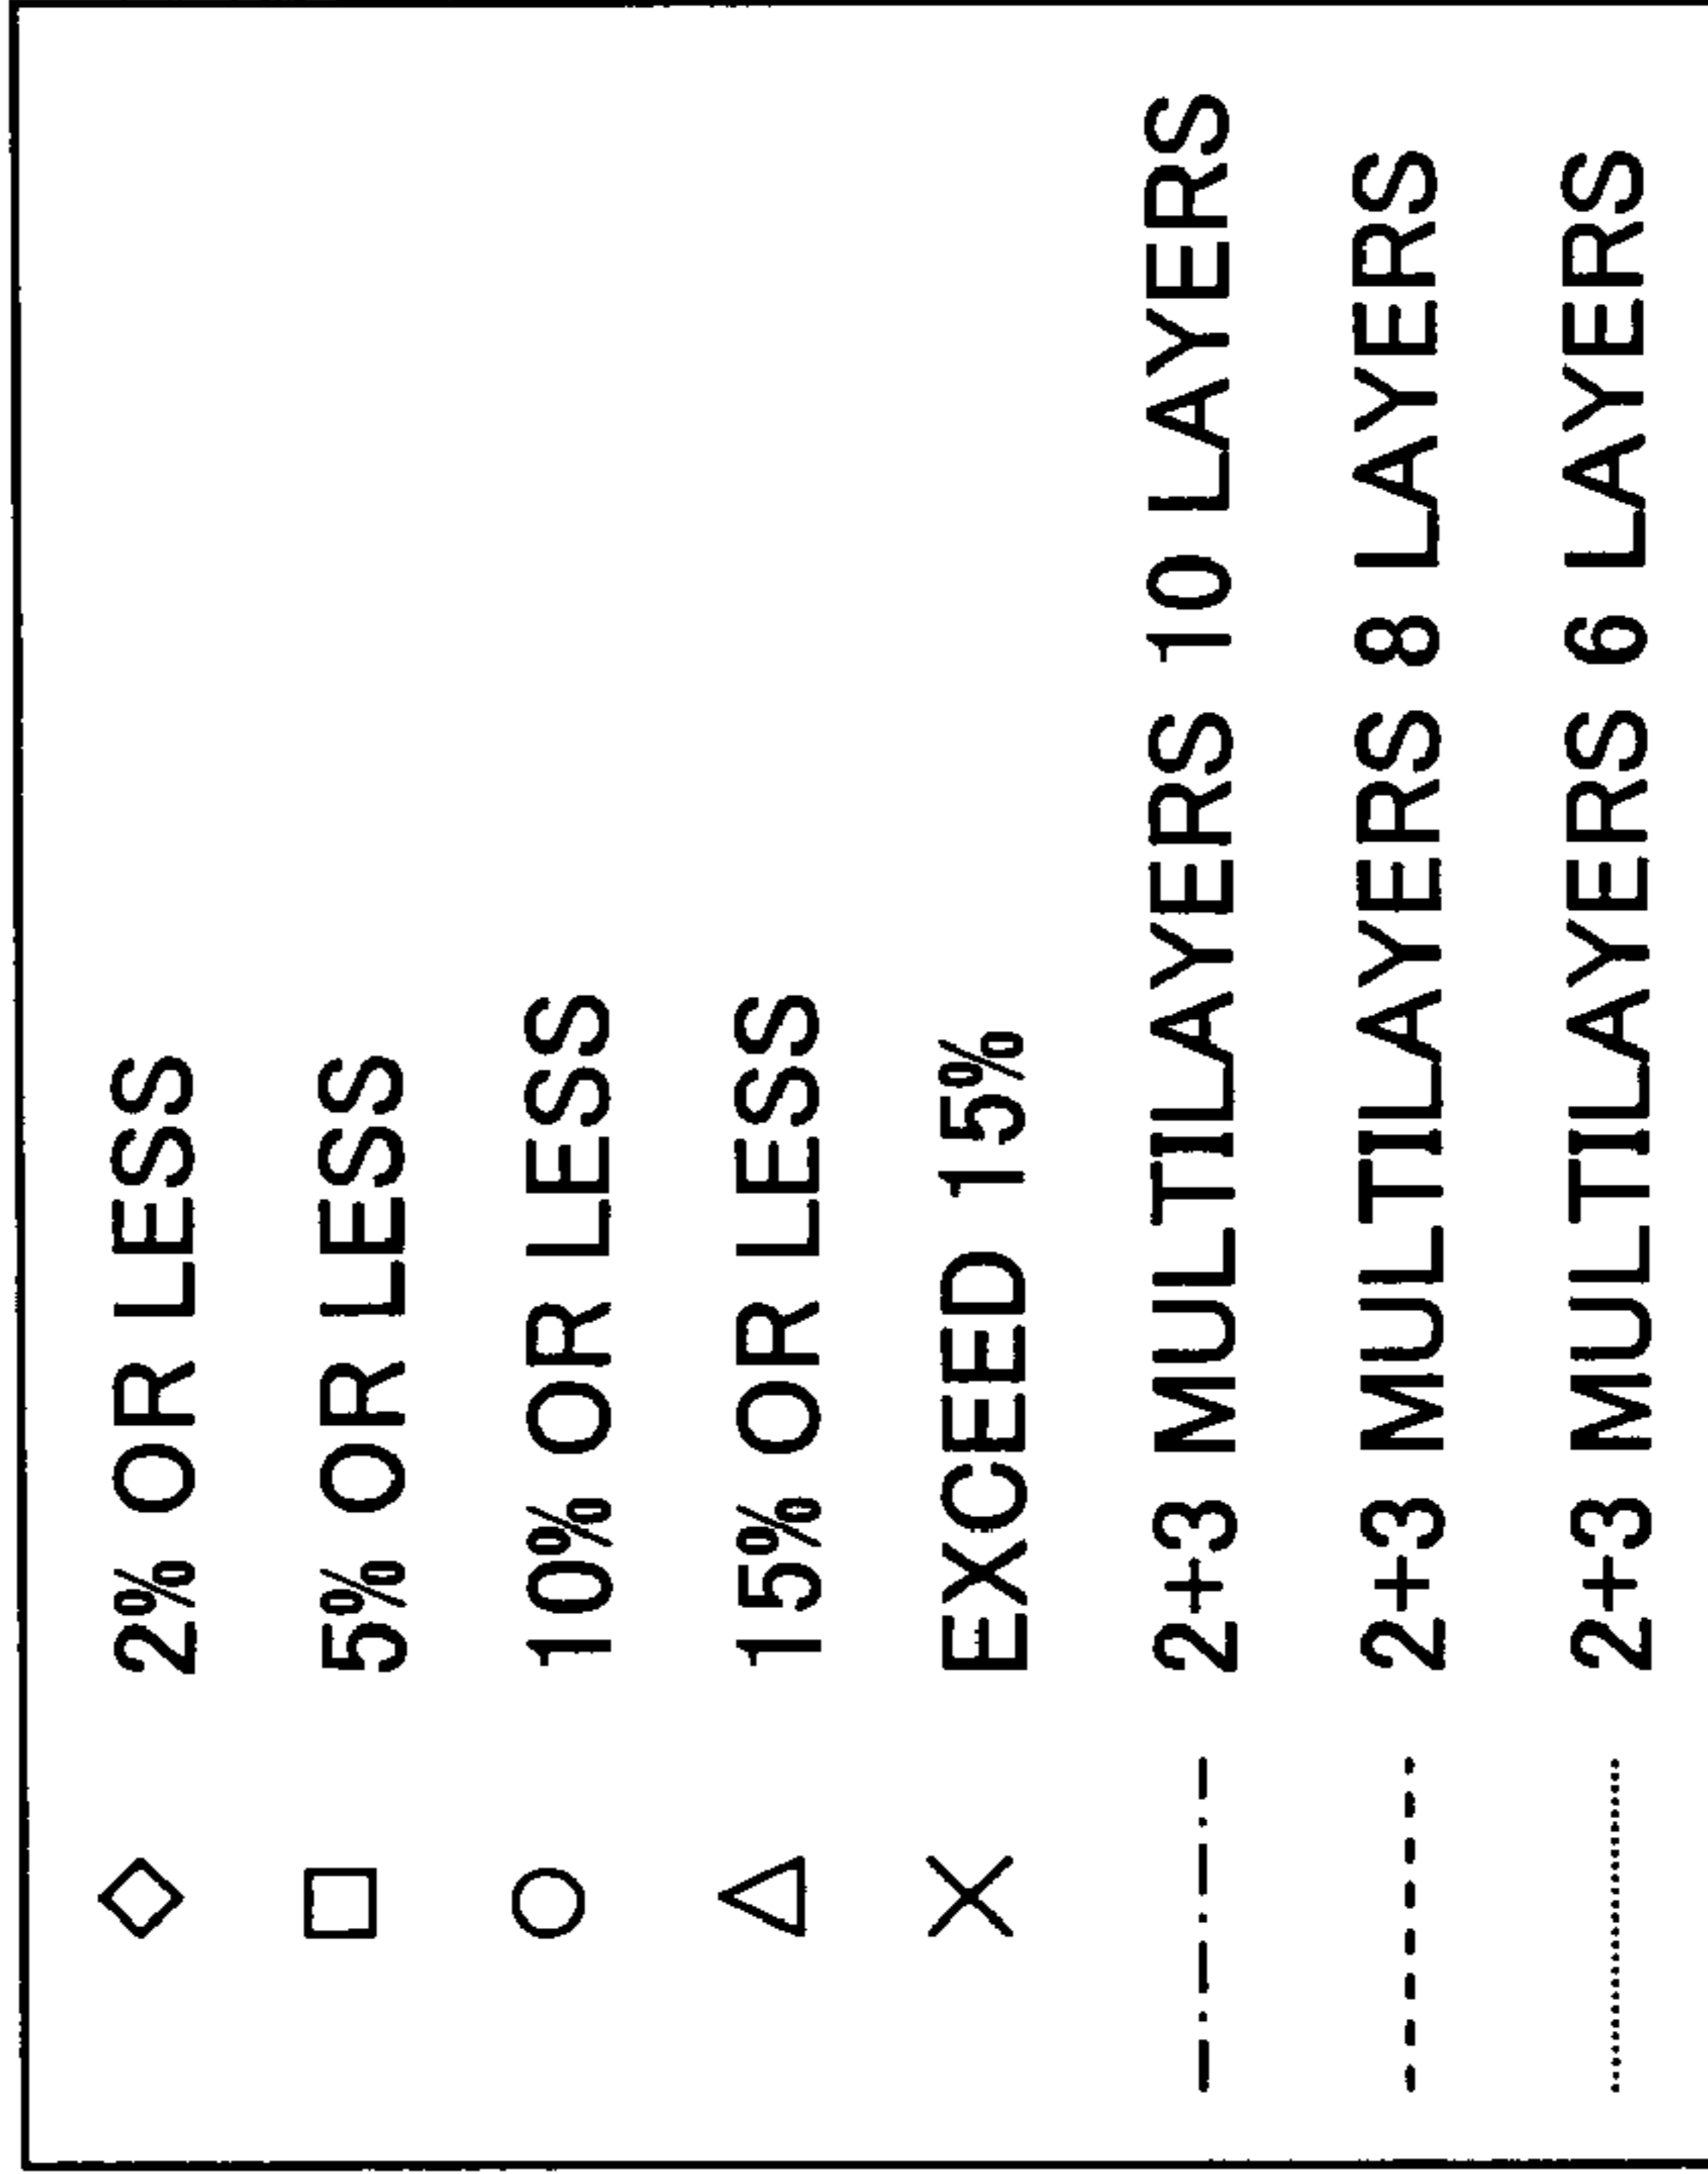 2% OR LESS
5% OR LESS
10% OR LESS
15% OR LESS
EXCEED 15%
2+3 MULTILAYERS 10 LAYERS
2+3 MULTILAYERS 8 LAYERS
2+3 MULTILAYERS 6 LAYERS